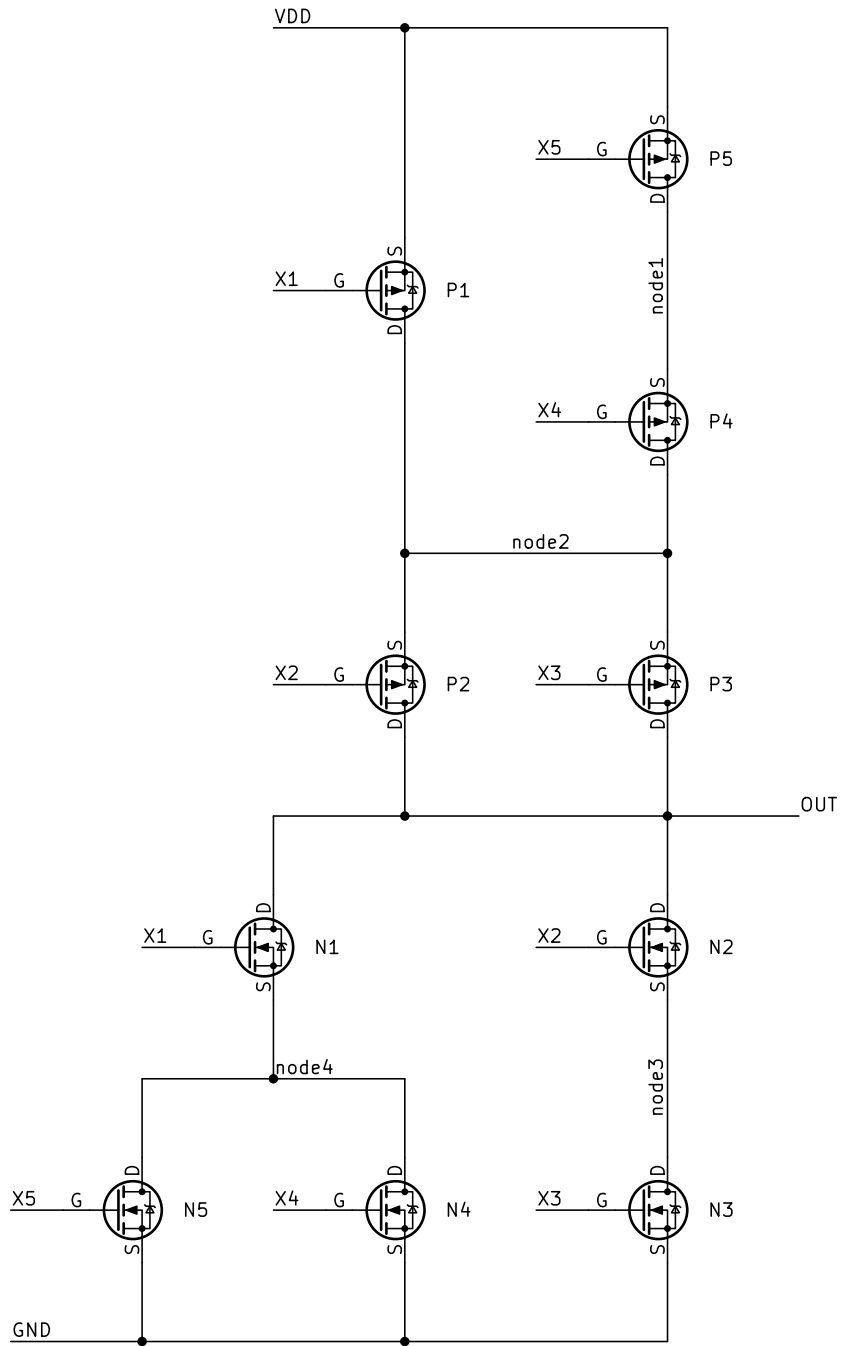 VDD
S
X5 G P5
D
node1
S
X1 G P1
D
S
X4 G P4
D
node2
S S
X2 G P2 X3 G P3
D D
OUT
D D
X1 G N1 X2 G N2
S S
node4
node3
D D D
X5 G N5 X4 G N4 X3 G N3
S S S
GND